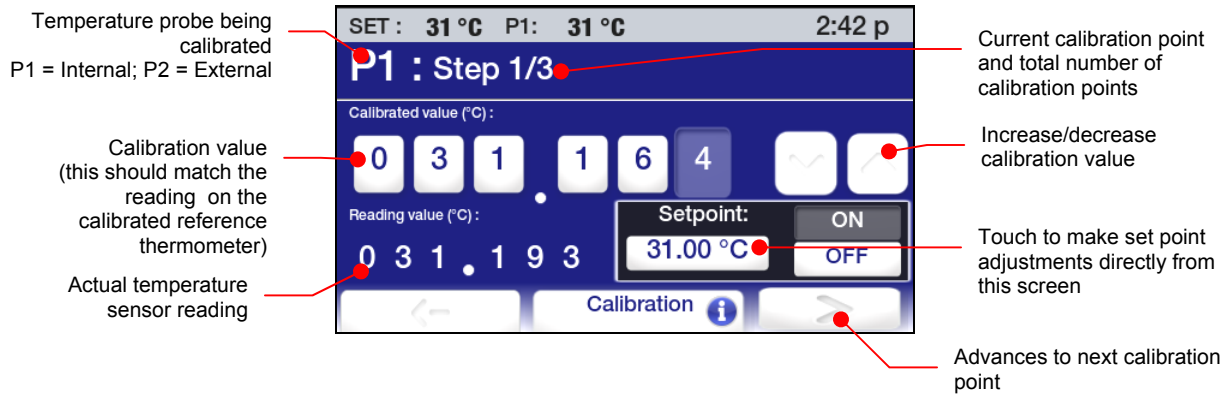 Temperature probe being
calibrated
P1 = Internal; P2 = External
Calibration value
(this should match the
reading on the
calibrated reference
thermometer)
Actual temperature
sensor reading
SET : 31 °C P1: 31 °C 2:42 p
P1 : Step 1/3
Calibrated value (°C) :
0 3 1 . 1 6 4
Reading value (°C) :
0 3 1 . 1 9 3
Setpoint:
31.00 °C
ON
OFF
Calibration i
Current calibration point
and total number of
calibration points
Increase/decrease
calibration value
Touch to make set point
adjustments directly from
this screen
Advances to next calibration
point